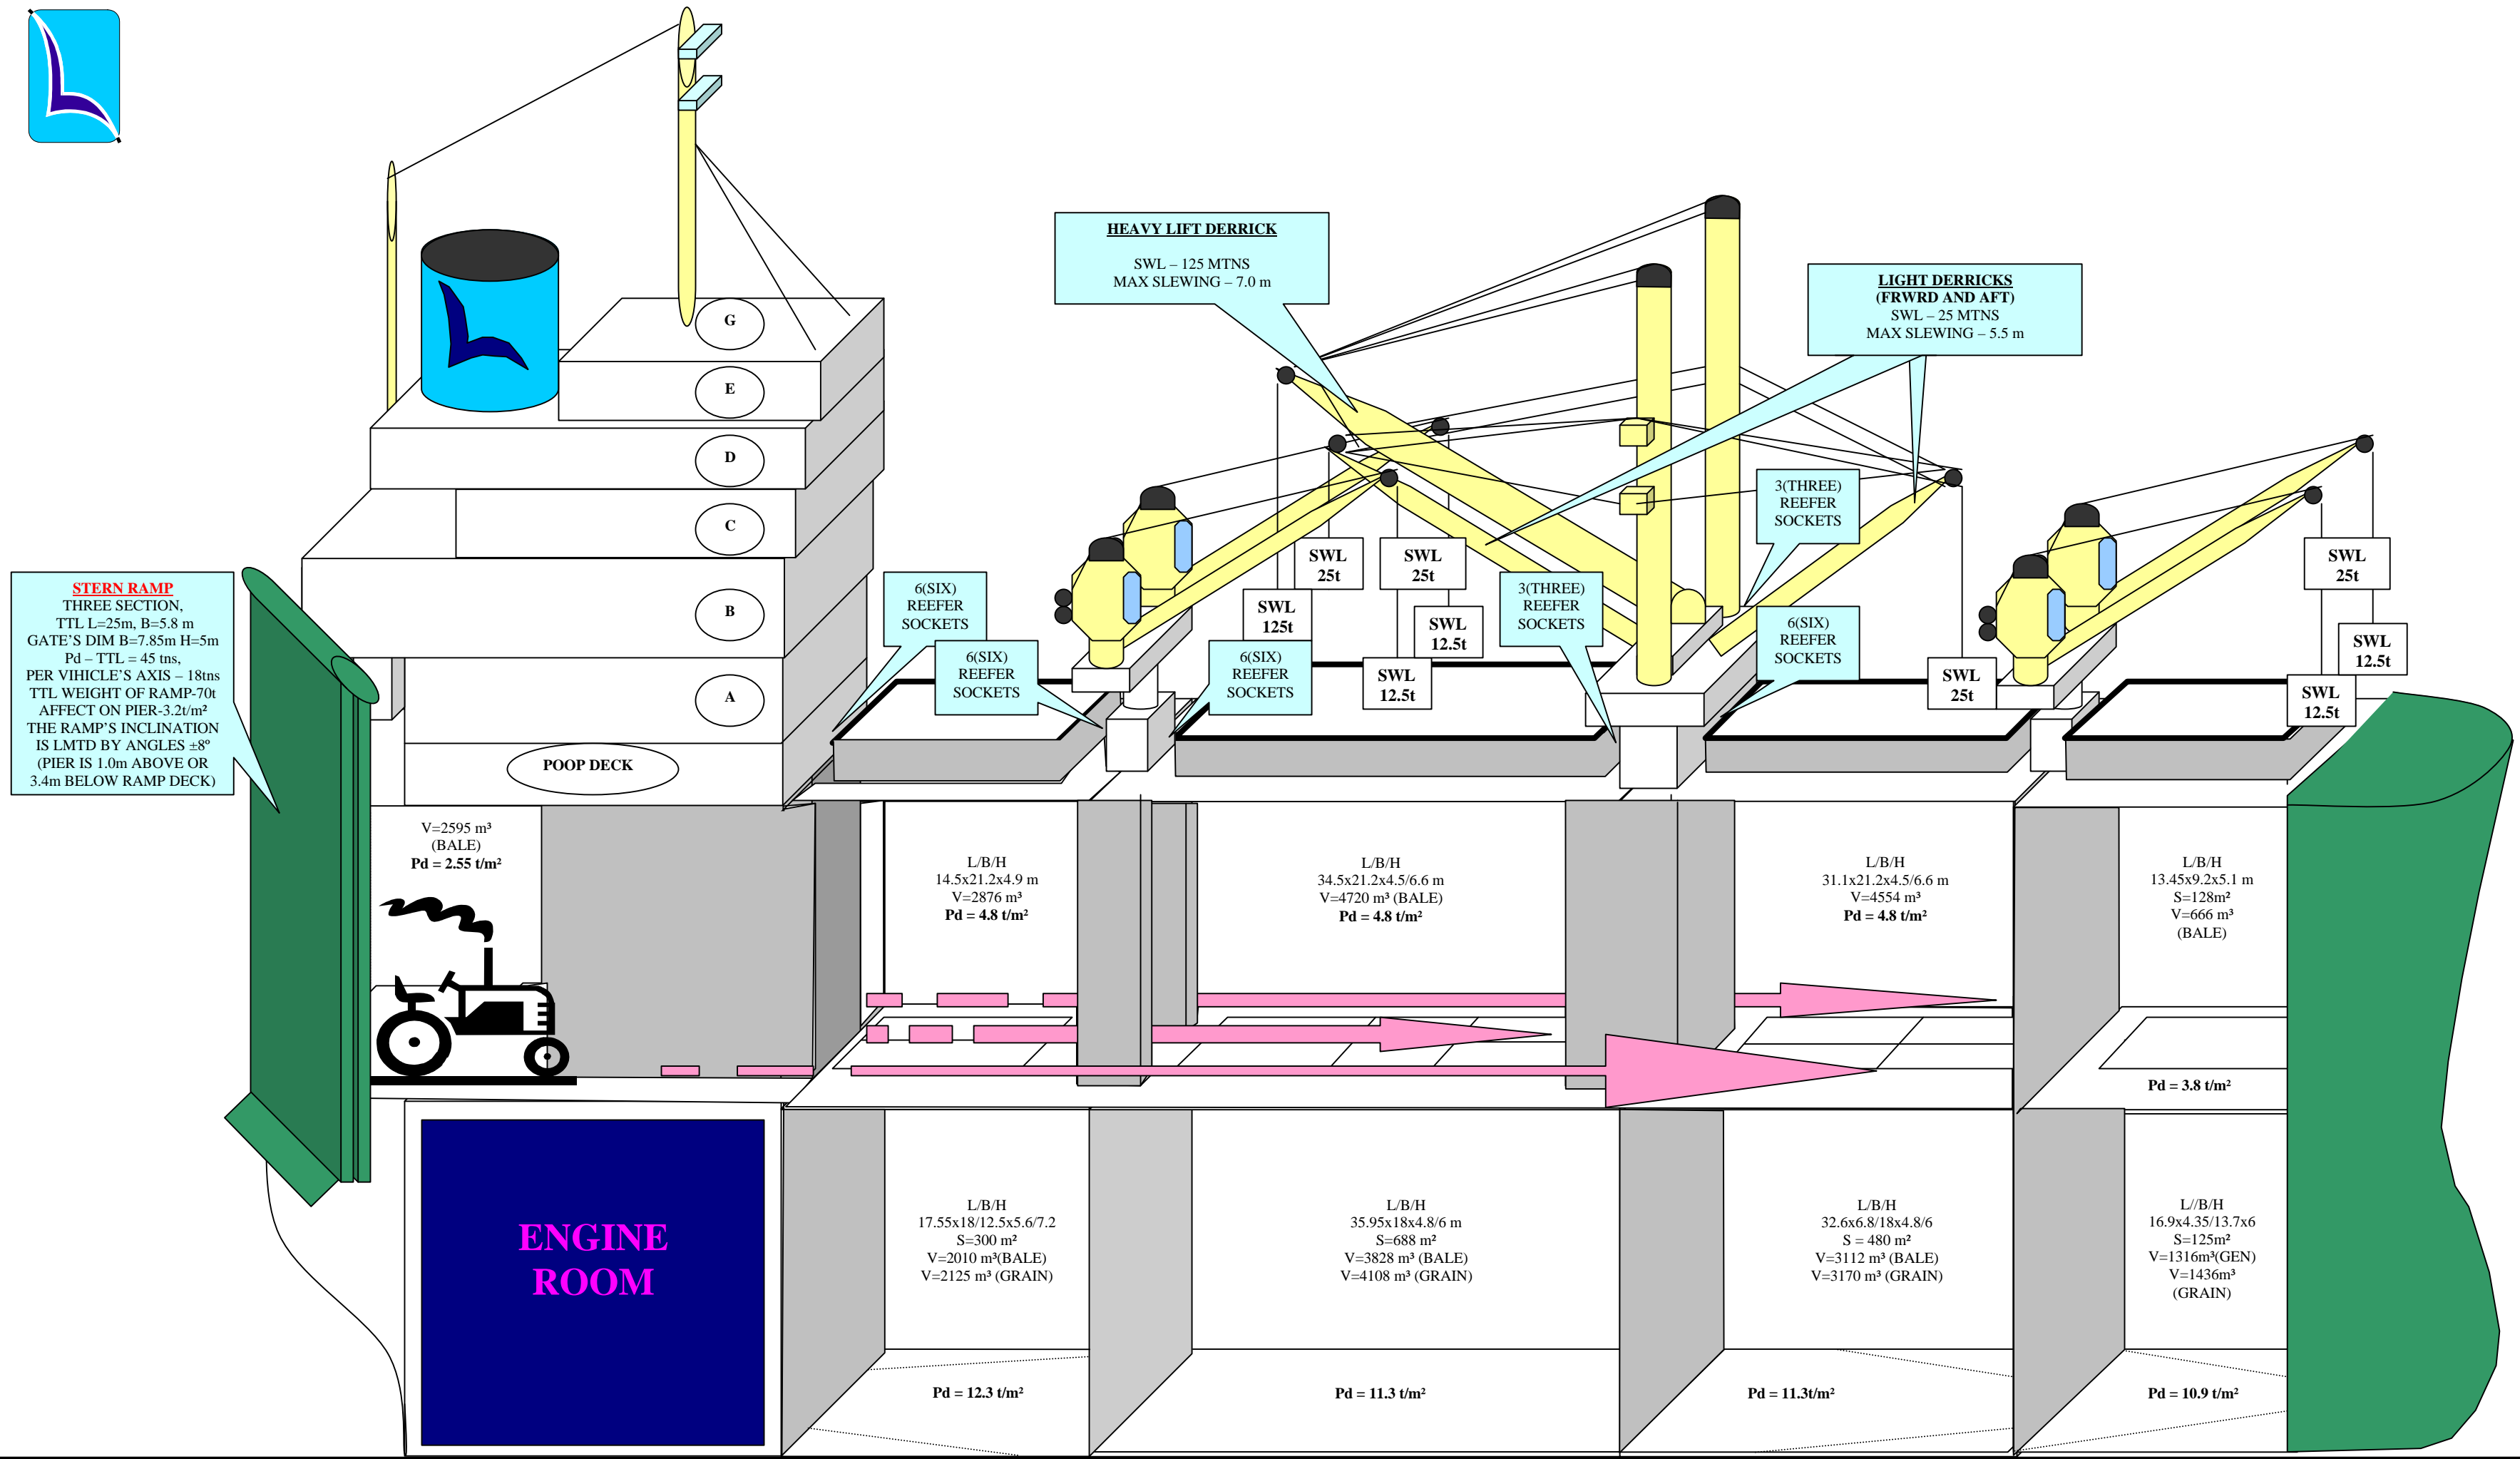 G
E
D
C
B
A
POOP DECK
HEAVY LIFT DERRICK
SWL – 125 MTNS
MAX SLEWING – 7.0 m
LIGHT DERRICKS
(FRWRD AND AFT)
SWL – 25 MTNS
MAX SLEWING – 5.5 m
STERN RAMP
THREE SECTION,
TTL L=25m, B=5.8 m
GATE'S DIM B=7.85m H=5m
Pd – TTL = 45 tns,
PER VIHICLE'S AXIS – 18tns
TTL WEIGHT OF RAMP-70t
AFFECT ON PIER-3.2t/m²
THE RAMP'S INCLINATION
IS LMTD BY ANGLES ±8º
(PIER IS 1.0m ABOVE OR
3.4m BELOW RAMP DECK)
6(SIX)
REEFER
SOCKETS
6(SIX)
REEFER
SOCKETS
6(SIX)
REEFER
SOCKETS
3(THREE)
REEFER
SOCKETS
3(THREE)
REEFER
SOCKETS
6(SIX)
REEFER
SOCKETS
SWL
25t
SWL
125t
SWL
25t
SWL
12.5t
SWL
12.5t
SWL
25t
SWL
25t
SWL
12.5t
SWL
12.5t
V=2595 m³
(BALE)
Pd = 2.55 t/m²
L/B/H
14.5x21.2x4.9 m
V=2876 m³
Pd = 4.8 t/m²
L/B/H
34.5x21.2x4.5/6.6 m
V=4720 m³ (BALE)
Pd = 4.8 t/m²
L/B/H
31.1x21.2x4.5/6.6 m
V=4554 m³
Pd = 4.8 t/m²
L/B/H
13.45x9.2x5.1 m
S=128m²
V=666 m³
(BALE)
Pd = 3.8 t/m²
ENGINE
ROOM
L/B/H
17.55x18/12.5x5.6/7.2
S=300 m²
V=2010 m³(BALE)
V=2125 m³ (GRAIN)
Pd = 12.3 t/m²
L/B/H
35.95x18x4.8/6 m
S=688 m²
V=3828 m³ (BALE)
V=4108 m³ (GRAIN)
Pd = 11.3 t/m²
L/B/H
32.6x6.8/18x4.8/6
S = 480 m²
V=3112 m³ (BALE)
V=3170 m³ (GRAIN)
Pd = 11.3t/m²
L//B/H
16.9x4.35/13.7x6
S=125m²
V=1316m³(GEN)
V=1436m³
(GRAIN)
Pd = 10.9 t/m²